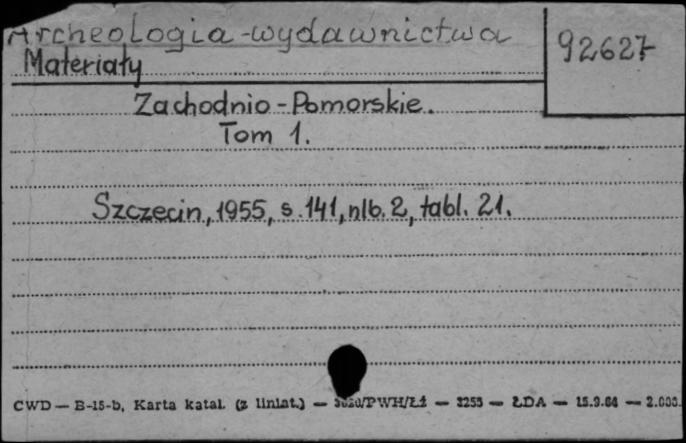 Archeologia-wydawnictwa
92627
Materiały
Zachodnio-Pomorskie.
Tom 1.
Szczecin, 1955, s. 141, nlb. 2, tabl. 21.
CWD — B-15-b, Karta katal. (z liniat.) — /PWH/Łź — 3255 — ŁDA — 15.9.64 — 2.000.